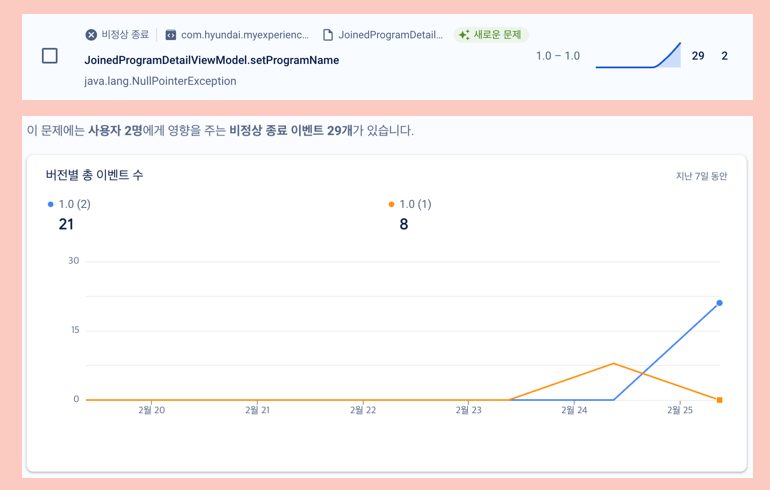 비정상 종료 com.hyundai.myexperienc... JoinedProgramDetail... 새로운 문제
JoinedProgramDetailViewModel.setProgramName
java.lang.NullPointerException
1.0 – 1.0 29 2
이 문제에는 사용자 2명에게 영향을 주는 비정상 종료 이벤트 29개가 있습니다.
버전별 총 이벤트 수
지난 7일 동안
1.0 (2) 1.0 (1)
21 8
30
15
0
2월 20 2월 21 2월 22 2월 23 2월 24 2월 25